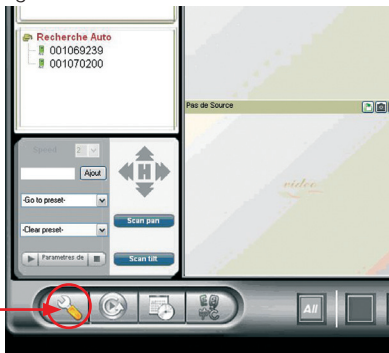 Recherche Auto
001069239
001070200
Pas de Source
Speed
2
Ajout
-Go to preset-
-Clear preset-
Scan pan
Parametres de
Scan tilt
video
All